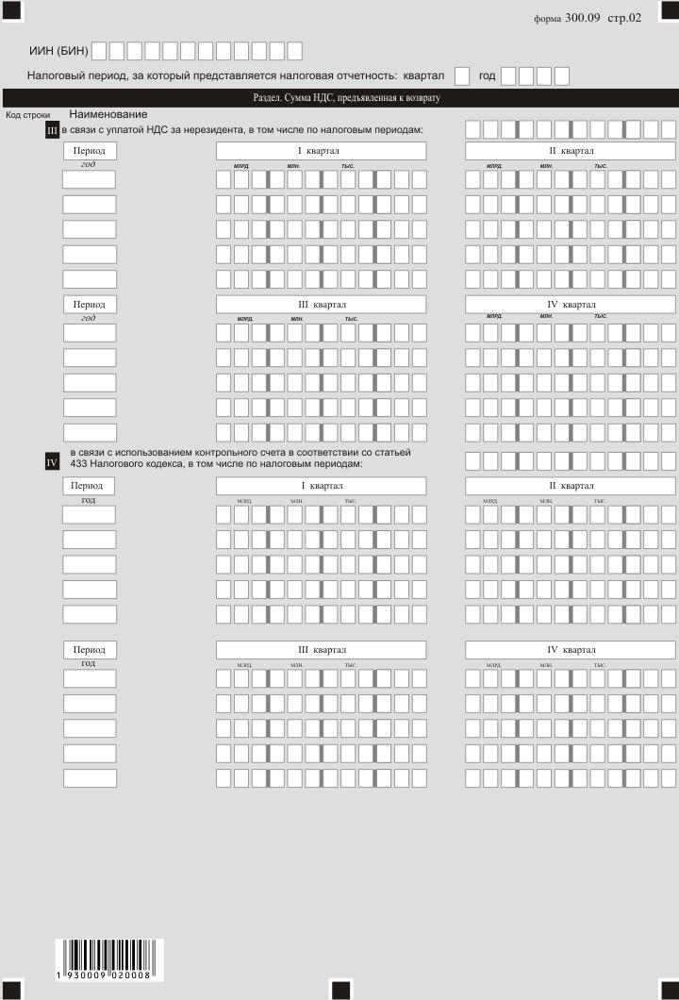 форма 300.09 стр.02
ИИН (БИН)
Налоговый период, за который представляется налоговая отчетность: квартал год
Раздел. Сумма НДС, предъявленная к возврату
Код строки Наименование
III в связи с уплатой НДС за нерезидента, в том числе по налоговым периодам:
Период I квартал II квартал
год МЛРД. МЛН. ТЫС. МЛРД. МЛН. ТЫС.
Период III квартал IV квартал
год МЛРД. МЛН. ТЫС. МЛРД. МЛН. ТЫС.
в связи с использованием контрольного счета в соответствии со статьей
IV 433 Налогового кодекса, в том числе по налоговым периодам:
Период I квартал II квартал
год МЛРД. МЛН. ТЫС. МЛРД. МЛН. ТЫС.
Период III квартал IV квартал
год МЛРД. МЛН. ТЫС. МЛРД. МЛН. ТЫС.
1 930009 020008